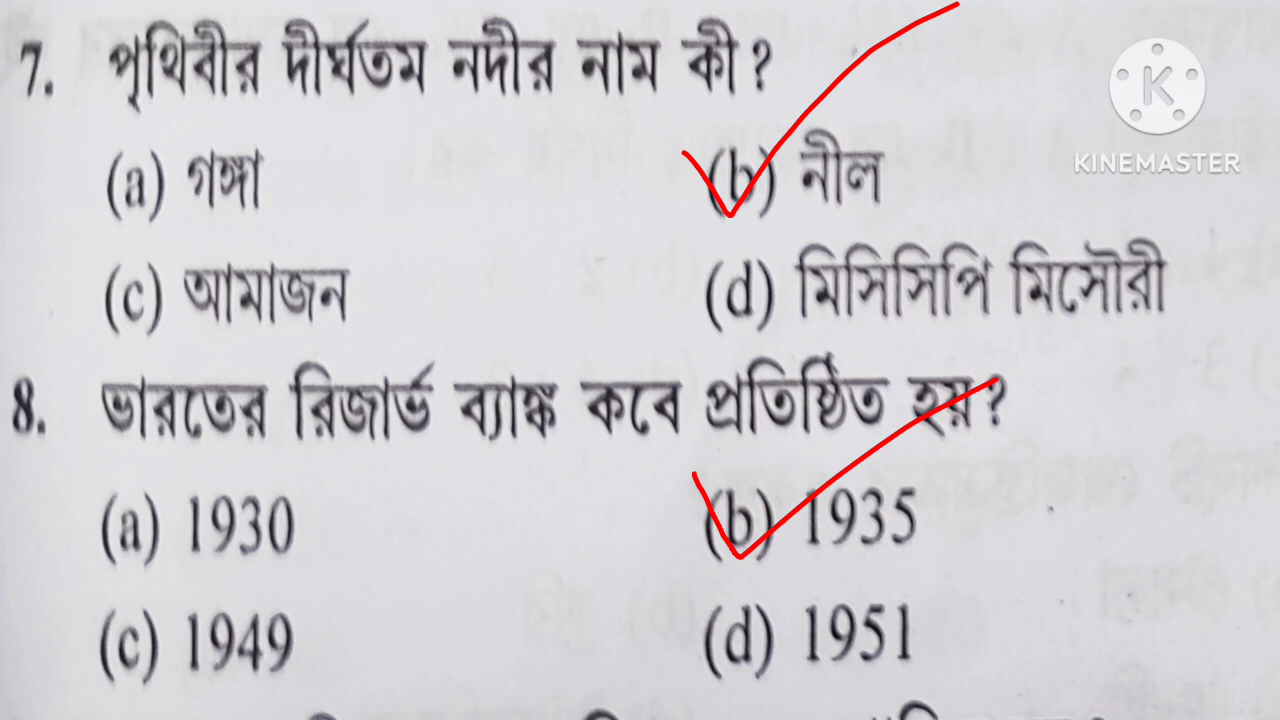 7. পৃথিবীর দীর্ঘতম নদীর নাম কী?
(a) গঙ্গা (b) নীল
(c) আমাজন (d) মিসিসিপি মিসৌরী
8. ভারতের রিজার্ভ ব্যাঙ্ক কবে প্রতিষ্ঠিত হয়?
(a) 1930 (b) 1935
(c) 1949 (d) 1951
K
KINEMASTER